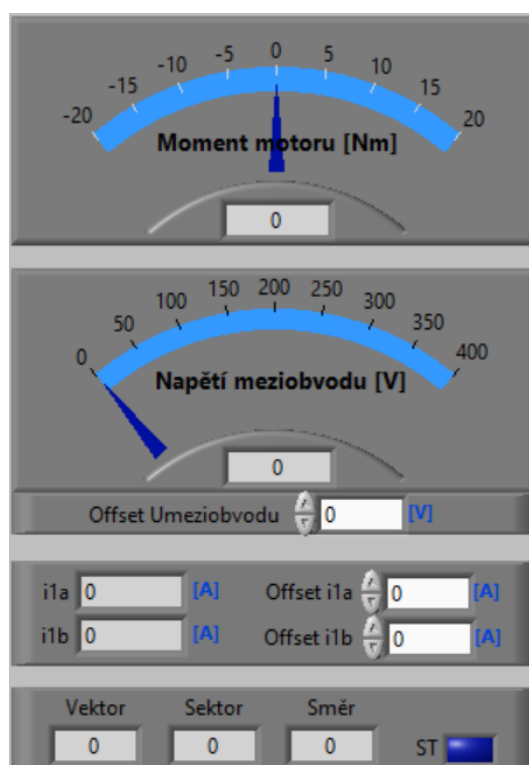 -20 -15 -10 -5 0 5 10 15 20
Moment motoru [Nm]
0
0 50 100 150 200 250 300 350 400
Napětí meziobvodu [V]
0
Offset Umeziobvodu 0 [V]
i1a 0 [A] Offset i1a 0 [A]
i1b 0 [A] Offset i1b 0 [A]
Vektor Sektor Směr
0 0 0 ST